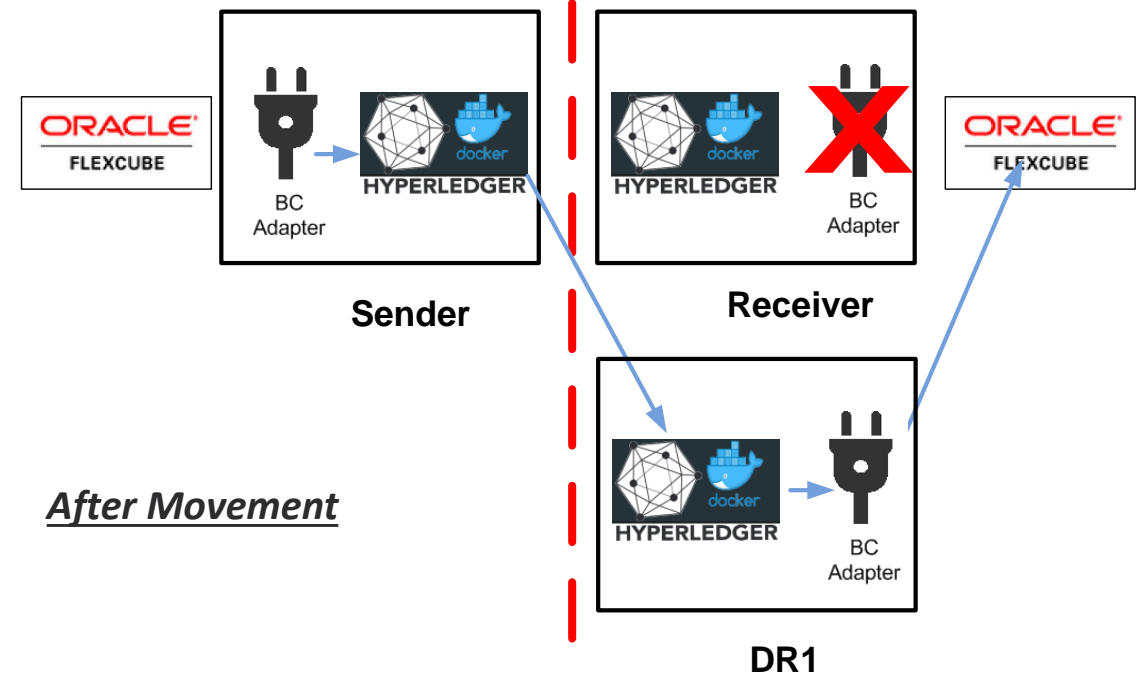 ORACLE®
FLEXCUBE
BC
Adapter
docker
HYPERLEDGER
Sender
docker
HYPERLEDGER
BC
Adapter
Receiver
ORACLE®
FLEXCUBE
After Movement
docker
HYPERLEDGER
BC
Adapter
DR1